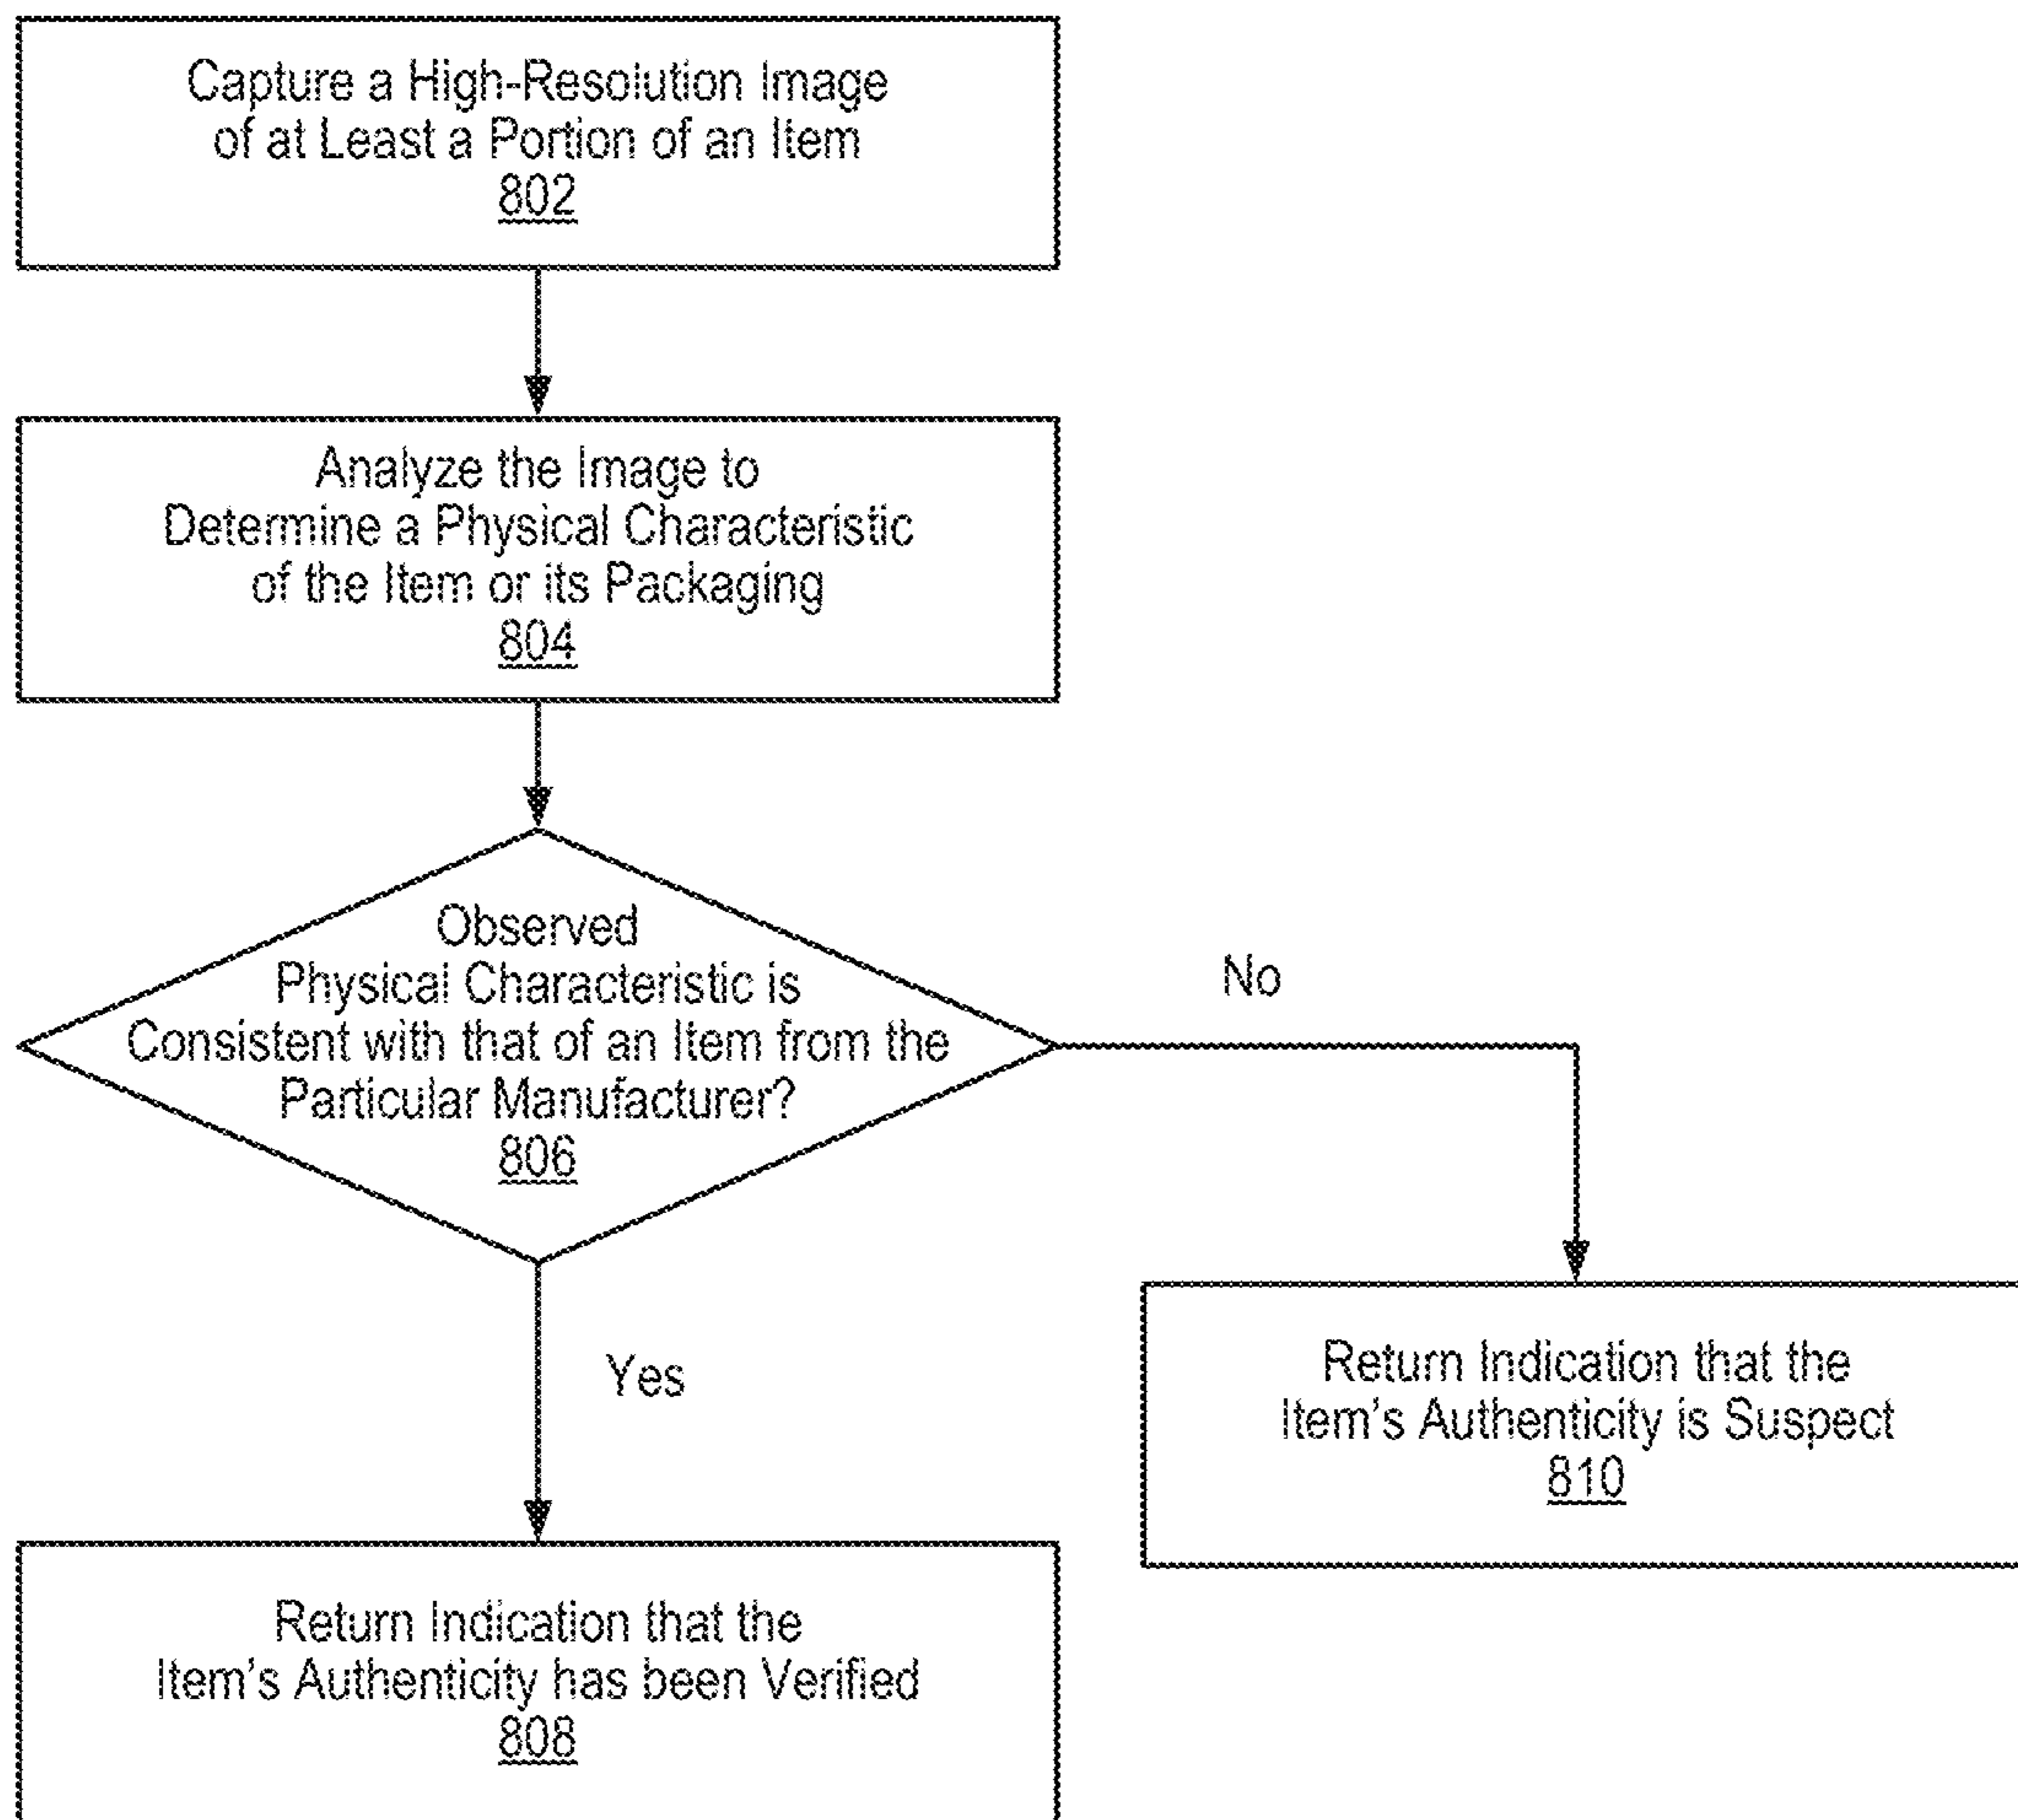 Capture a High-Resolution Image
of at Least a Portion of an Item
802
Analyze the Image to
Determine a Physical Characteristic
of the Item or its Packaging
804
Observed
Physical Characteristic is
Consistent with that of an Item from the
Particular Manufacturer?
806
No
Yes
Return Indication that the
Item's Authenticity is Suspect
810
Return Indication that the
Item's Authenticity has been Verified
808